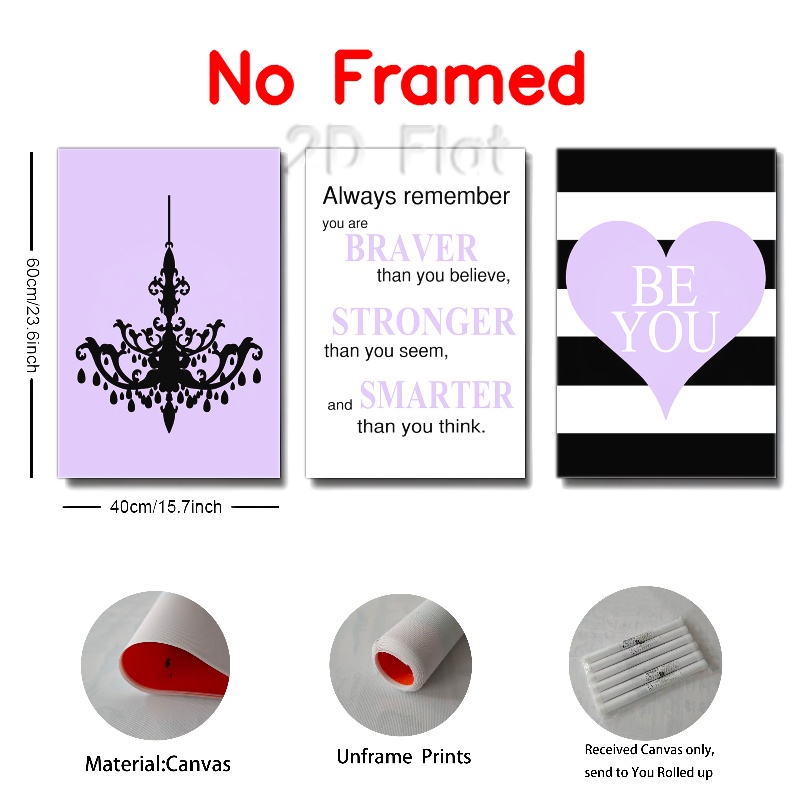 No Framed
2D Flat
60cm/23.6inch
40cm/15.7inch
Always remember
you are
BRAVER
than you believe,
STRONGER
than you seem,
and SMARTER
than you think.
BE
YOU
Material:Canvas
Unframe Prints
Received Canvas only,
send to You Rolled up